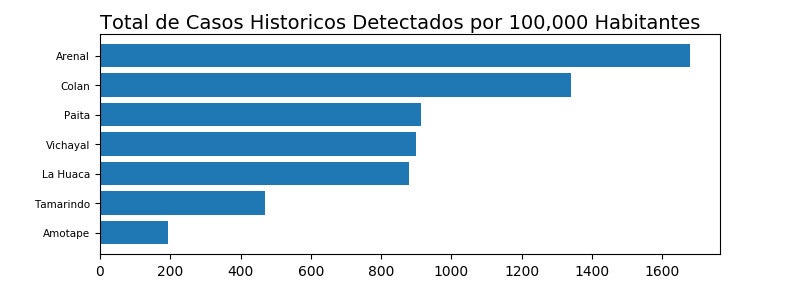 Total de Casos Historicos Detectados por 100,000 Habitantes
Arenal
Colan
Paita
Vichayal
La Huaca
Tamarindo
Amotape
0 200 400 600 800 1000 1200 1400 1600